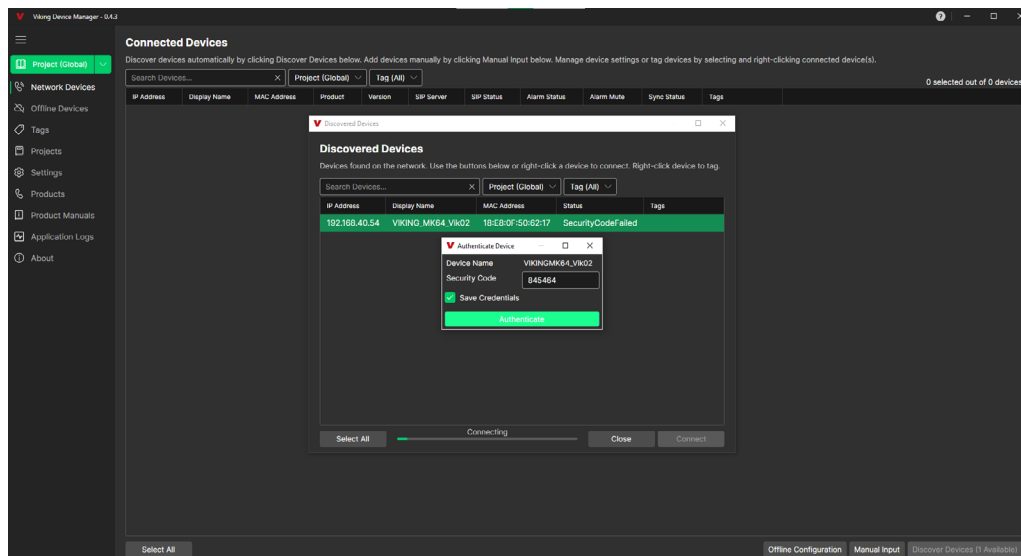 Viking Device Manager - 0.4.3
Project (Global)
Network Devices
Offline Devices
Tags
Projects
Settings
Products
Product Manuals
Application Logs
About
Connected Devices
Discover devices automatically by clicking Discover Devices below. Add devices manually by clicking Manual Input below. Manage device settings or tag devices by selecting and right-clicking connected device(s).
Search Devices... Project (Global) Tag (All)
0 selected out of 0 devices
IP Address Display Name MAC Address Product Version SIP Server SIP Status Alarm Status Alarm Mute Sync Status Tags
Discovered Devices
Discovered Devices
Devices found on the network. Use the buttons below or right-click a device to connect. Right-click device to tag.
Search Devices... Project (Global) Tag (All)
IP Address Display Name MAC Address Status Tags
192.168.40.54 VIKING_MK64_Vik02 18:E8:0F:50:62:17 SecurityCodeFailed
Authenticate Device
Device Name VIKINGMK64_Vik02
Security Code 845464
Save Credentials
Authenticate
Select All Connecting Close Connect
Select All Offline Configuration Manual Input Discover Devices (1 Available)